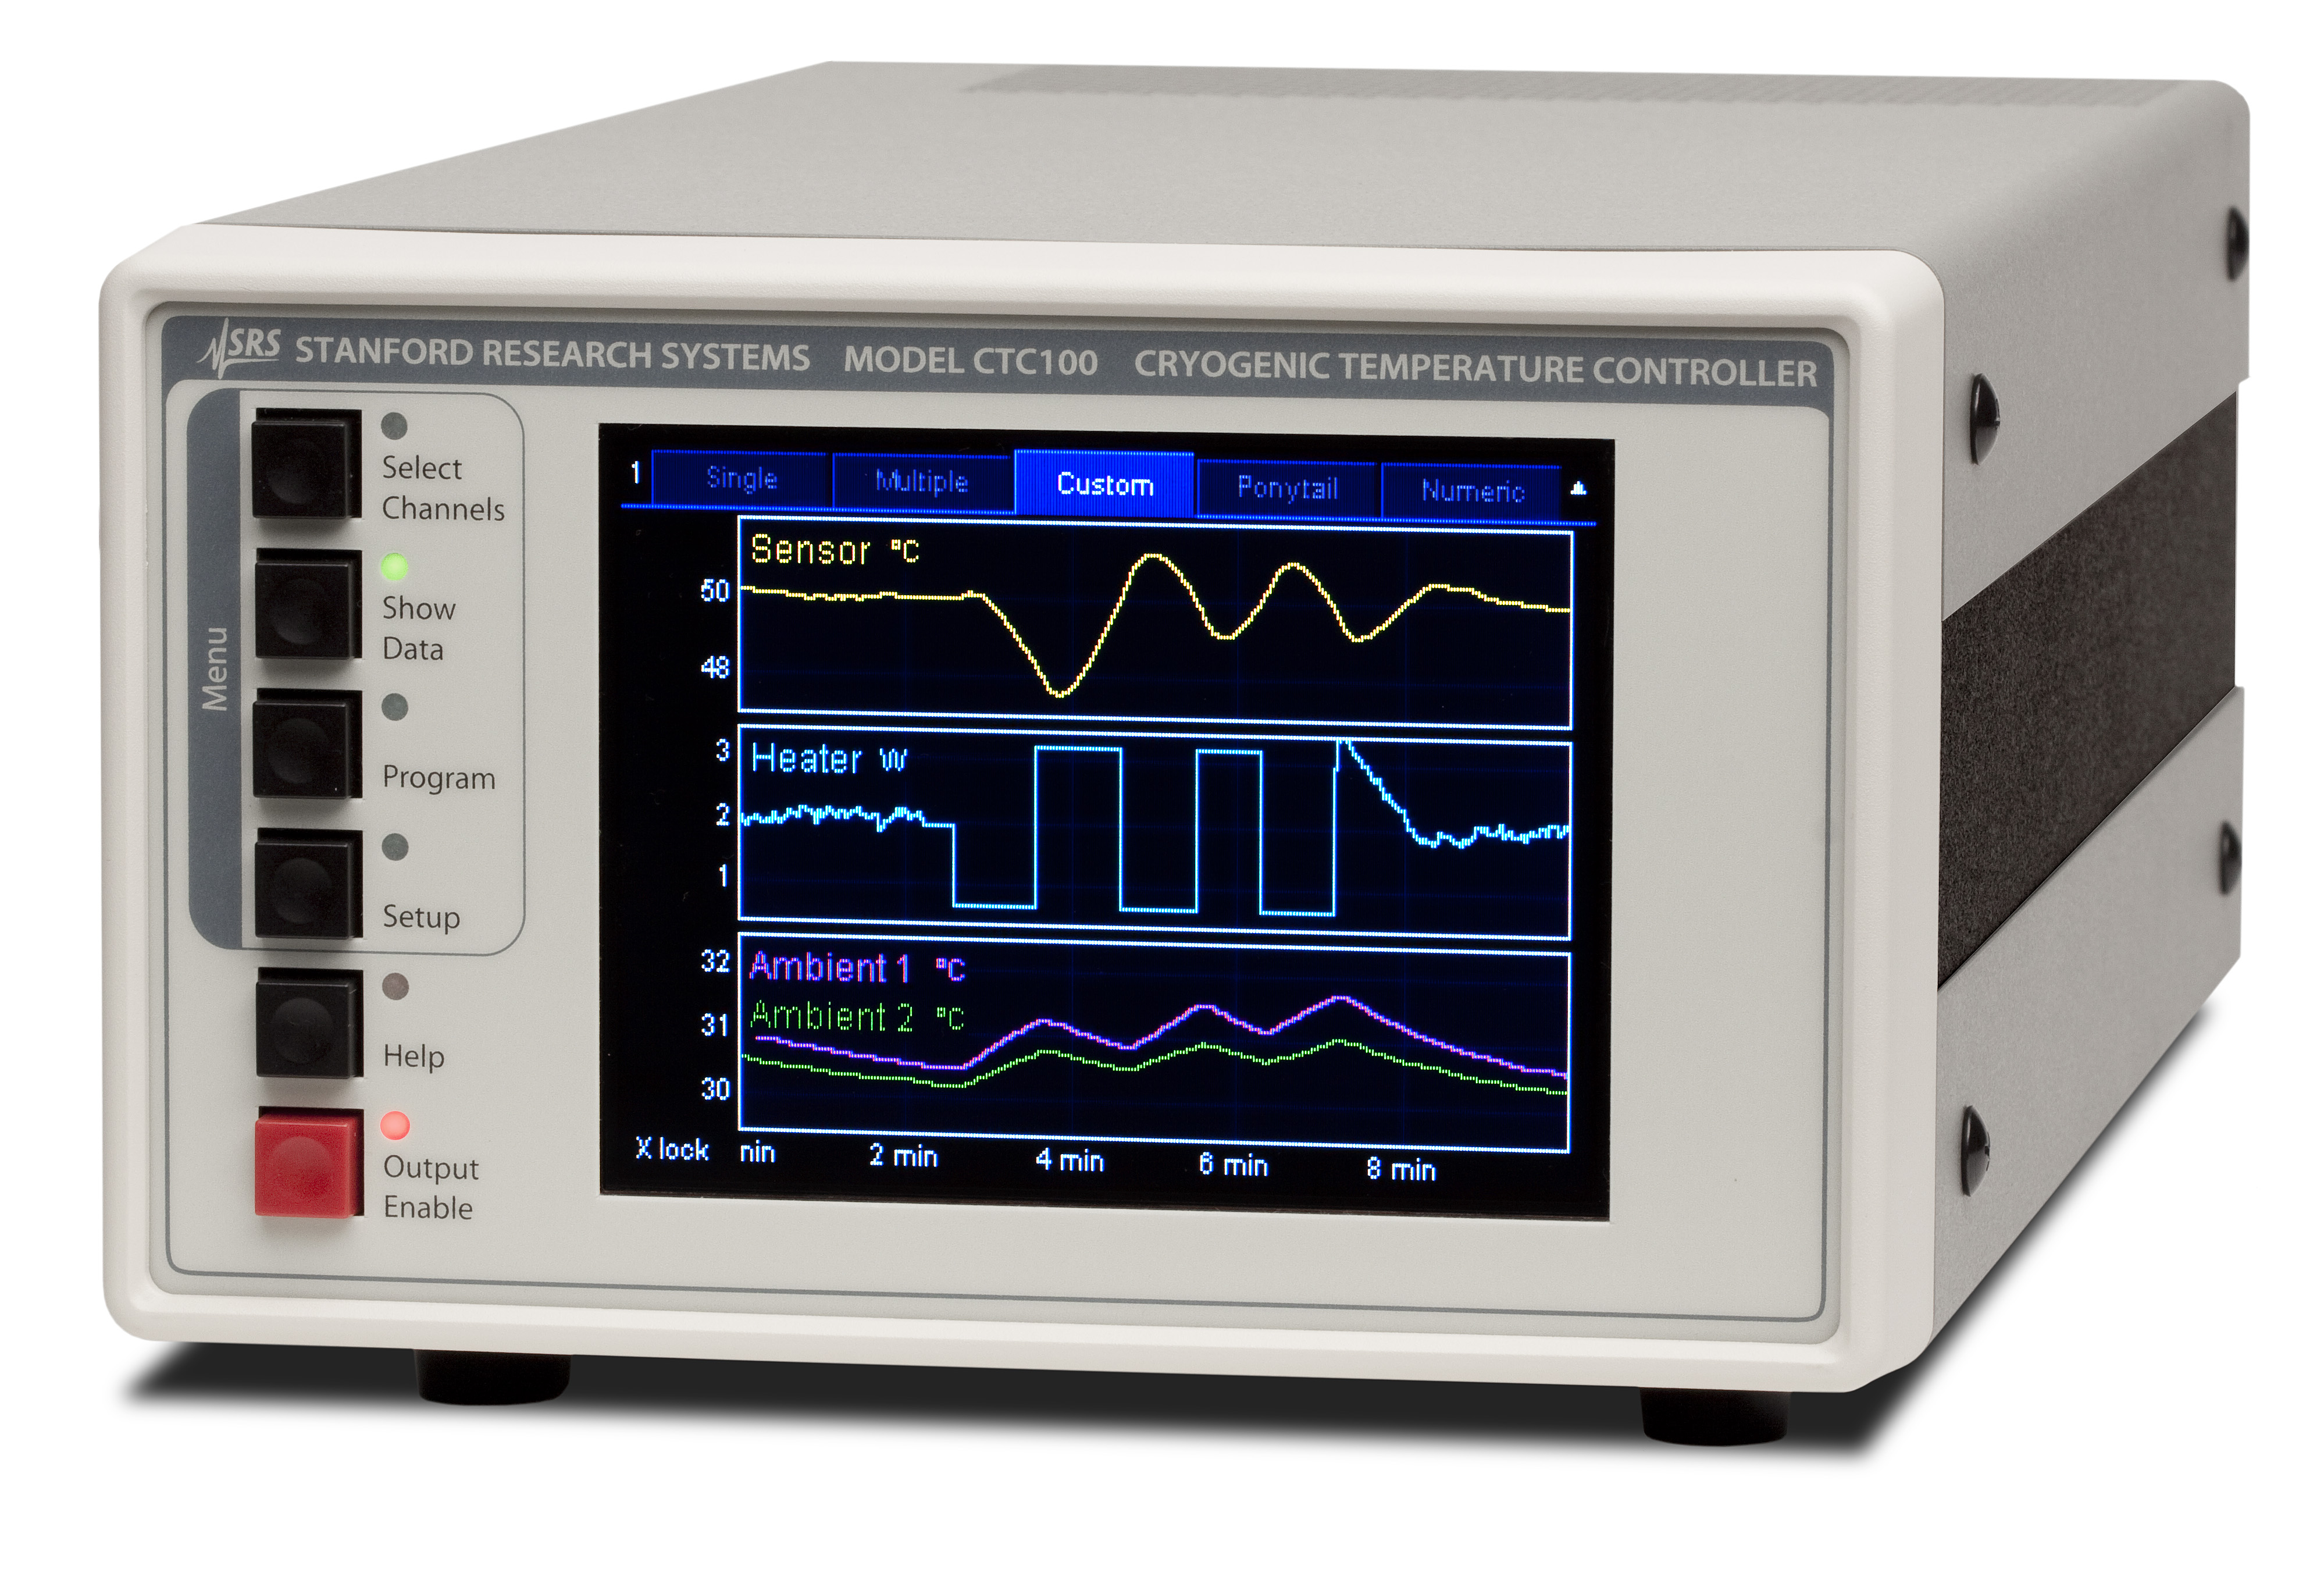 SRS STANFORD RESEARCH SYSTEMS MODEL CTC100 CRYOGENIC TEMPERATURE CONTROLLER
Menu
Select
Channels
Show
Data
Program
Setup
Help
Output
Enable
1 Single Multiple Custom Ponytail Numeric
Sensor °C
50
48
Heater W
3
2
1
Ambient 1 °C
Ambient 2 °C
32
31
30
X lock nin 2 min 4 min 6 min 8 min